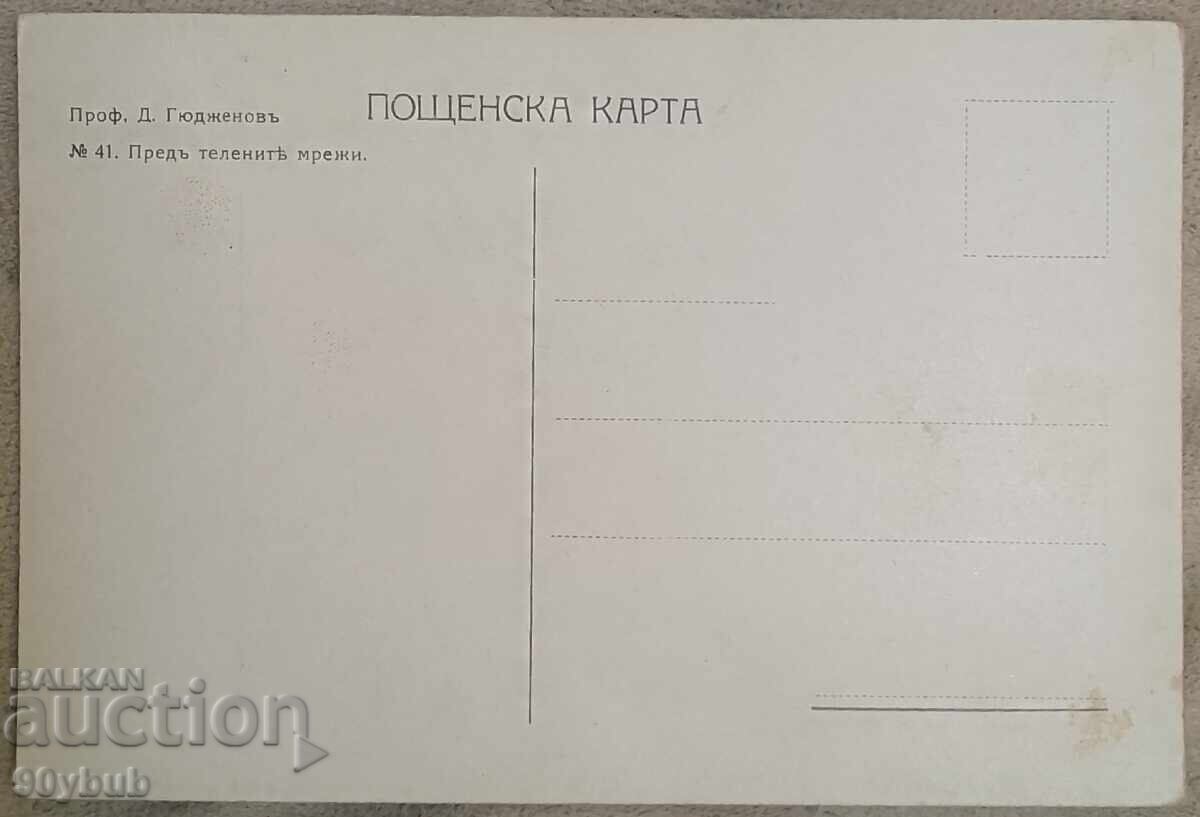 ПОЩЕНСКА КАРТА
Проф. Д. Гюдженовъ
№ 41. Предъ теленитѣ мрежи.
BALKAN
auction
90ybub